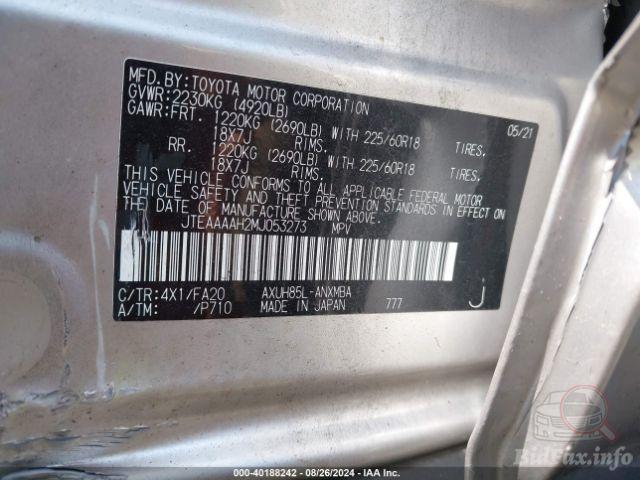 MFD. BY: TOYOTA MOTOR CORPORATION 05/21
GVWR: 2230KG (4920LB)
GAWR: FRT. 1220KG (2690LB) WITH 225/60R18 TIRES.
18X7J RIMS.
RR. 1220KG (2690LB) WITH 225/60R18 TIRES.
18X7J RIMS.
THIS VEHICLE CONFORMS TO ALL APPLICABLE FEDERAL MOTOR
VEHICLE SAFETY AND THEFT PREVENTION STANDARDS IN EFFECT ON
THE DATE OF MANUFACTURE SHOWN ABOVE.
JTEAAAAH2MJ053273 MPV
C/TR: 4X1/FA20 AXUH85L-ANXMBA
A/TM: /P710 MADE IN JAPAN 777 J
BidFax.info
000-40188242 - 08/26/2024 - IAA Inc.